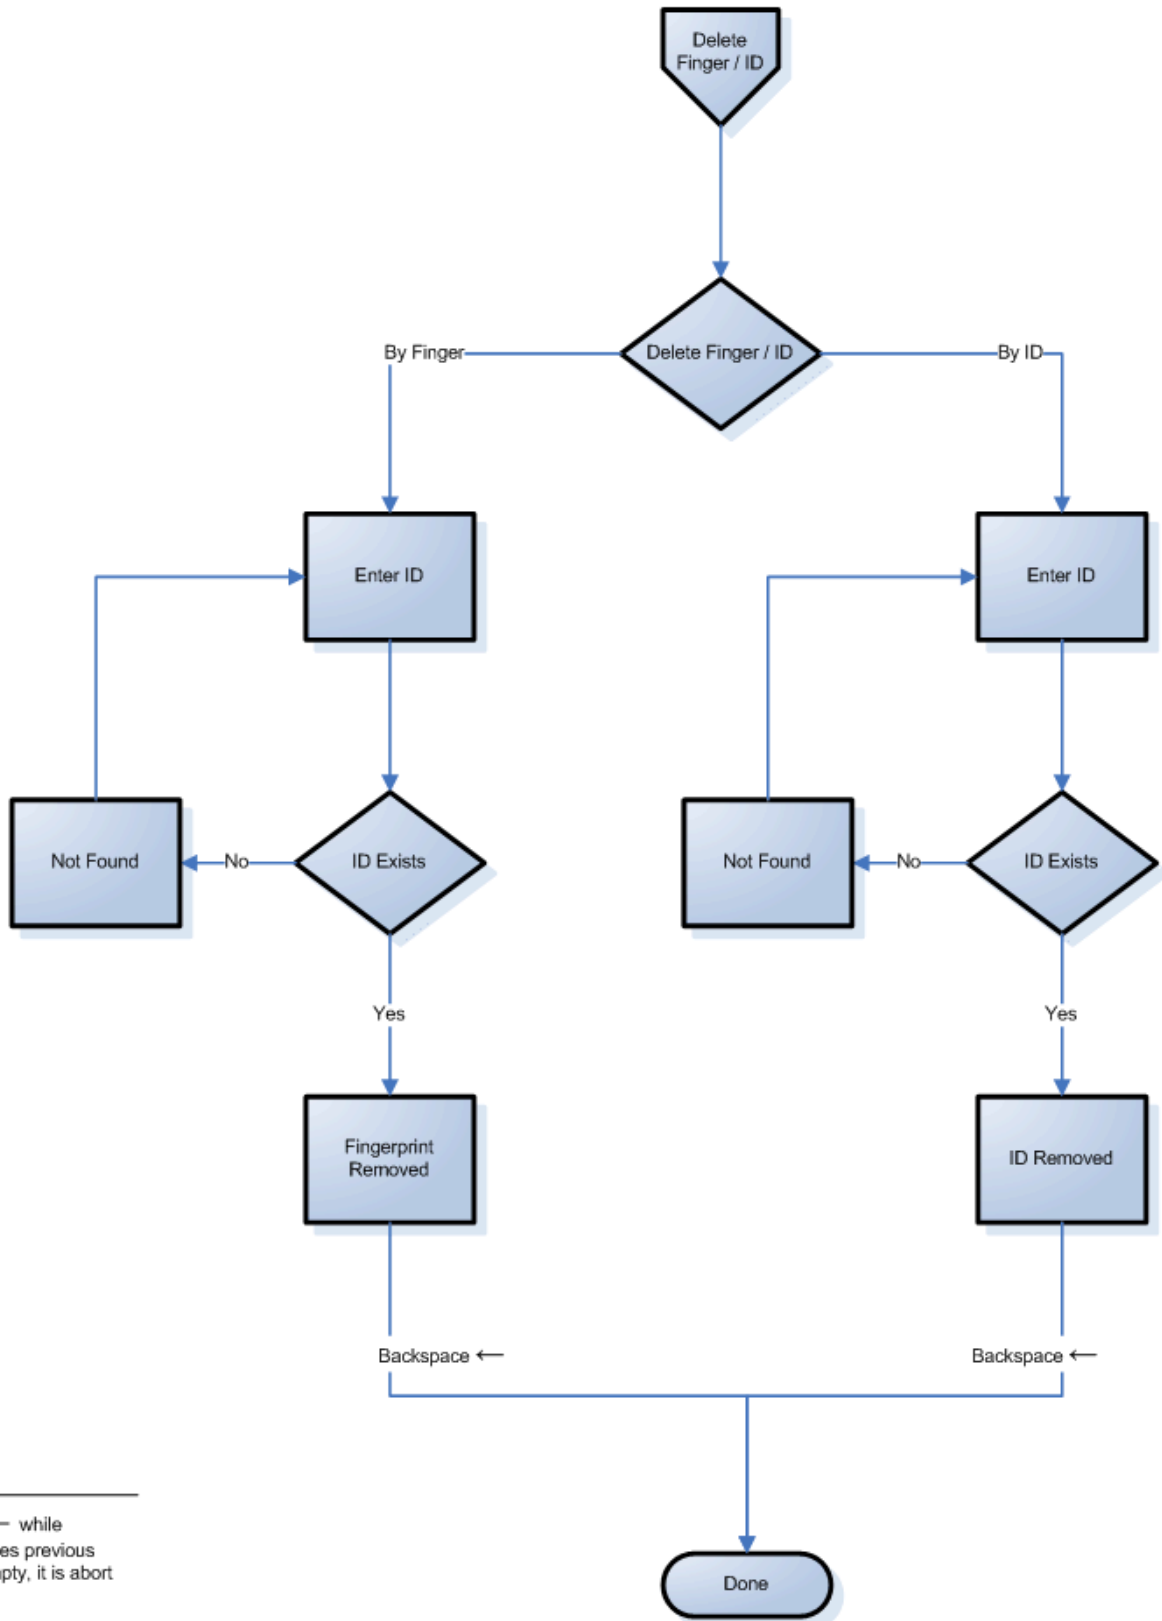 Delete
Finger / ID
Delete Finger / ID
By Finger
By ID
Enter ID
Enter ID
Not Found
No
ID Exists
Not Found
No
ID Exists
Yes
Yes
Fingerprint
Removed
ID Removed
Backspace ←
Backspace ←
while
previous
it is abort
Done